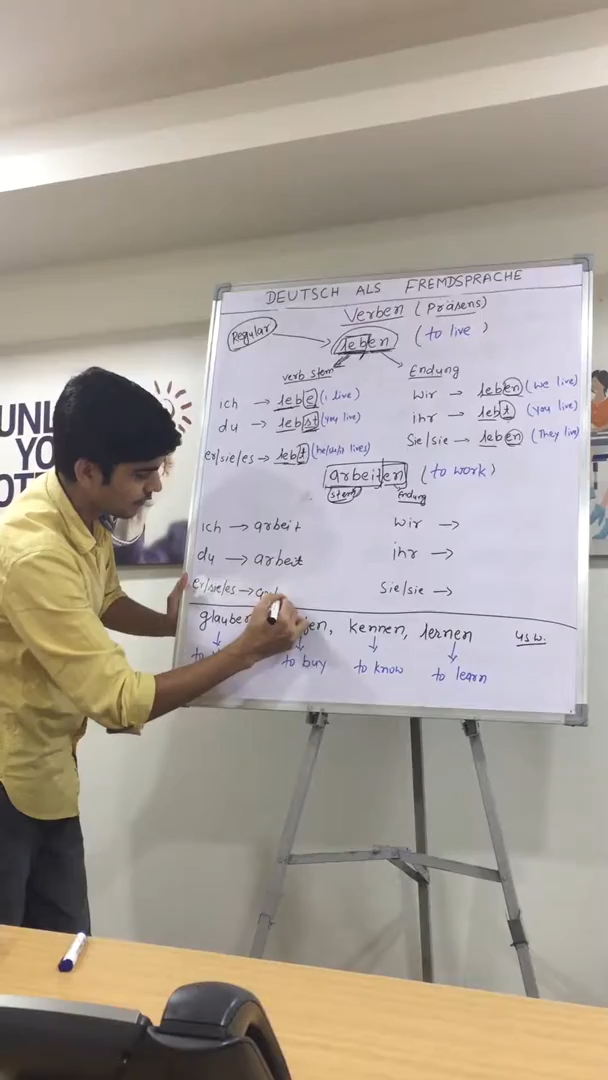 DEUTSCH ALS FREMDSPRACHE
Verben (Präsens)
Regular → leben (to live)
verb stem Endung
ich → lebe (I live) wir → leben (we live)
du → lebst (you live) ihr → lebt (you live)
er/sie/es → lebt (he/she/it lives) Sie/sie → leben (They live)
arbeiten (to work)
stem Endung
ich → arbeit wir →
du → arbeit ihr →
er/sie/es → Sie/sie →
kennen, lernen usw.
to buy to know to learn